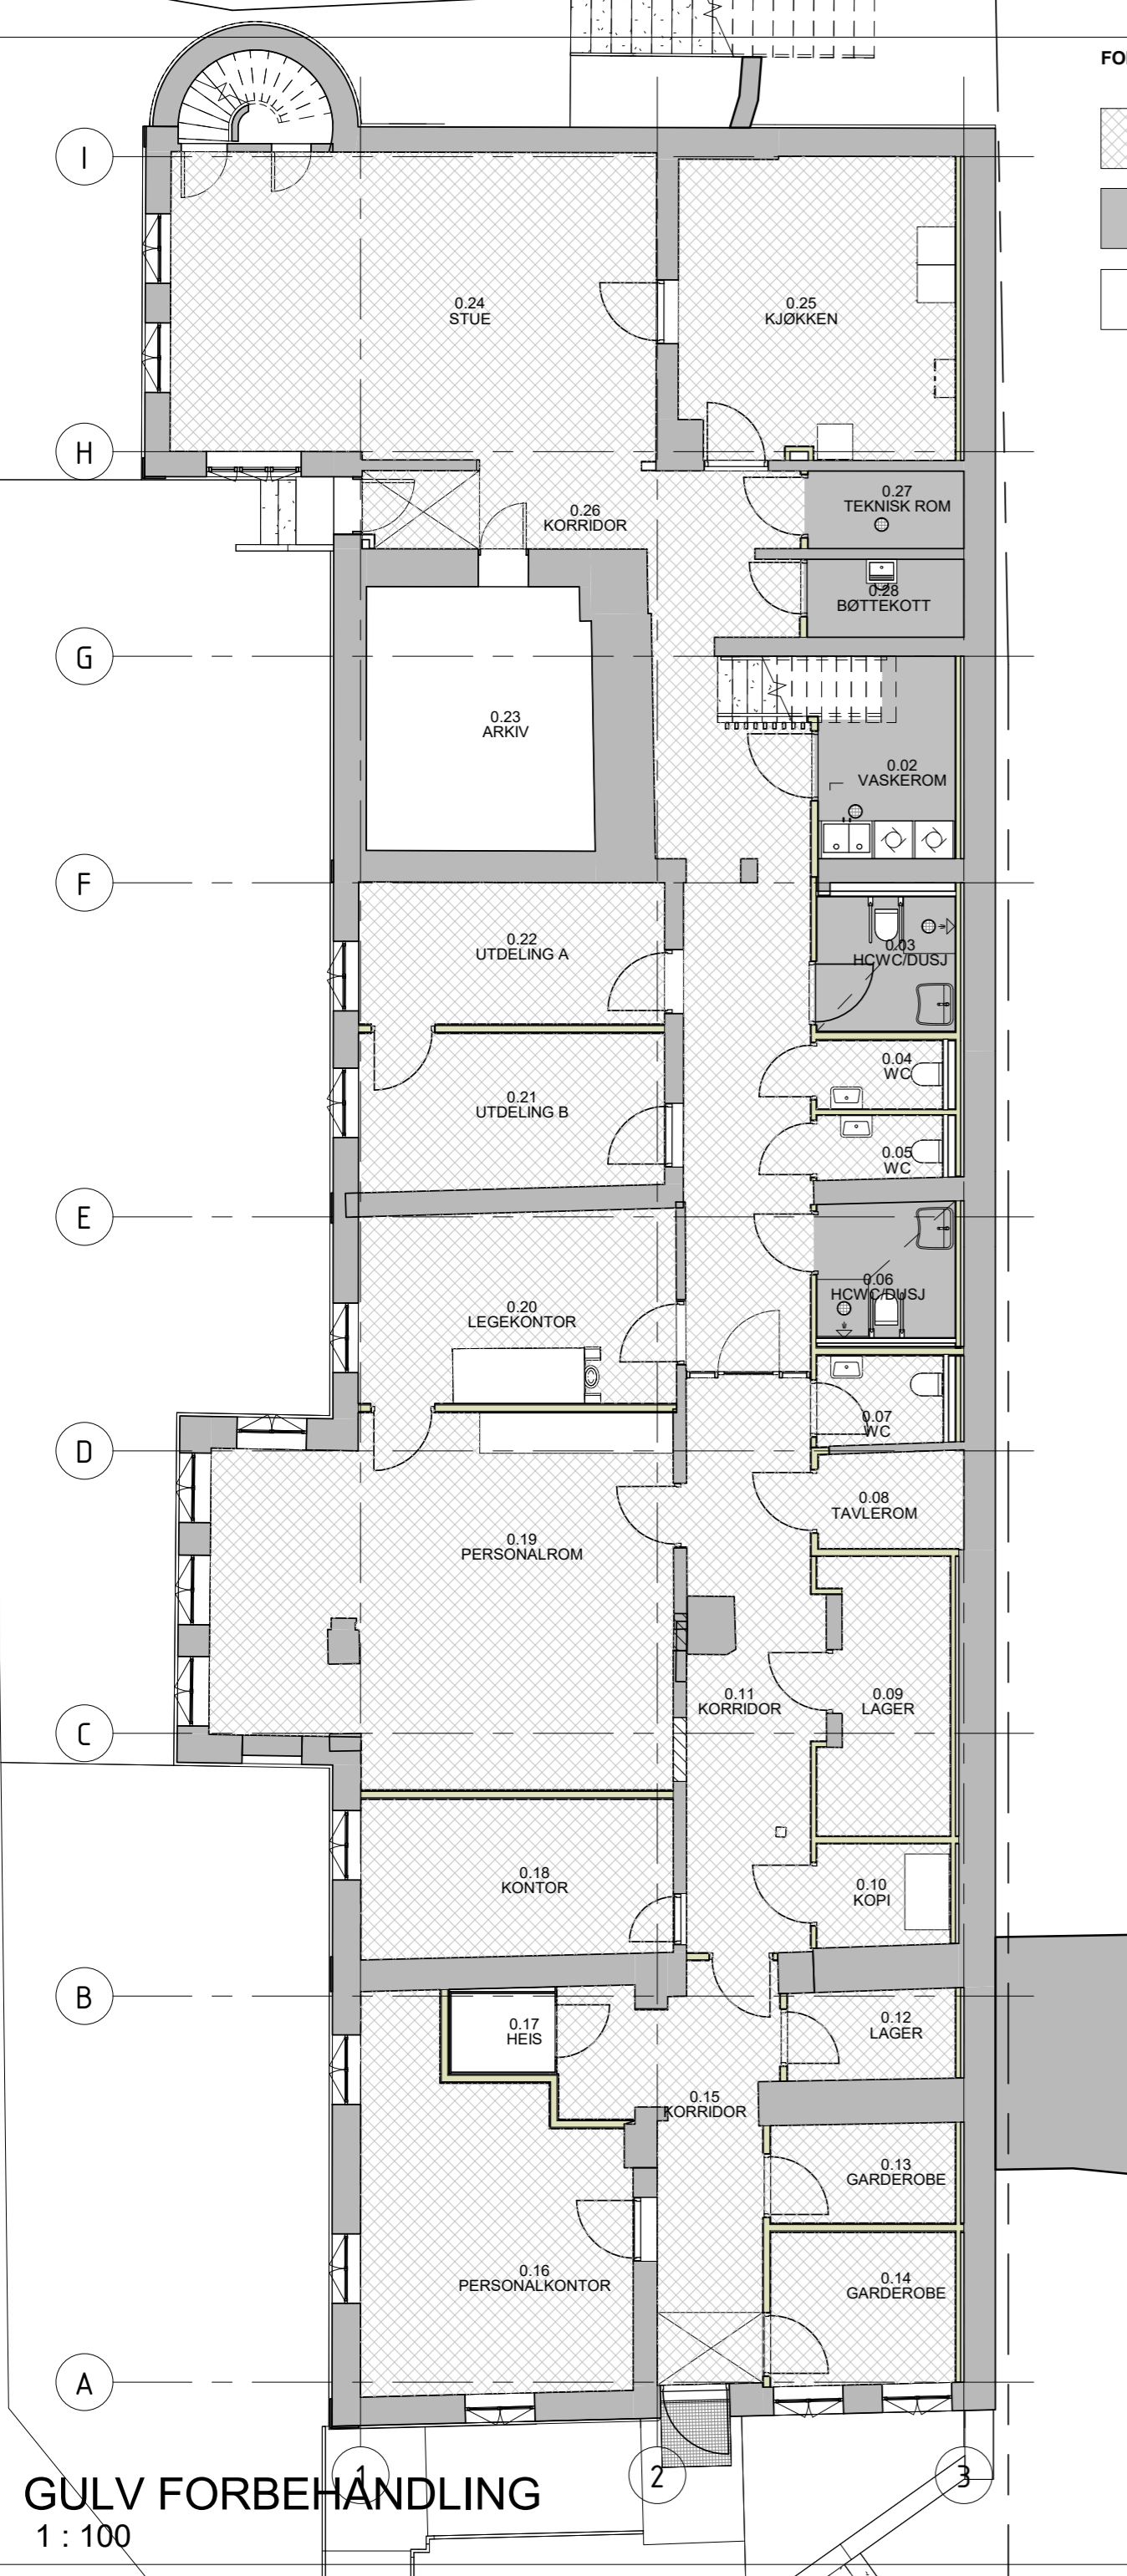 FO
I
0.24
STUE
0.25
KJØKKEN
H
0.27
TEKNISK ROM
0.26
KORRIDOR
0.28
BØTTEKOTT
G
0.23
ARKIV
0.02
VASKEROM
F
0.22
UTDELING A
0.03
HCWC/DUSJ
0.04
WC
0.21
UTDELING B
0.05
WC
E
0.06
HCWC/DUSJ
0.20
LEGEKONTOR
0.07
WC
D
0.08
TAVLEROM
0.19
PERSONALROM
0.11
KORRIDOR
0.09
LAGER
C
0.18
KONTOR
0.10
KOPI
B
0.17
HEIS
0.12
LAGER
0.15
KORRIDOR
0.13
GARDEROBE
0.16
PERSONALKONTOR
0.14
GARDEROBE
A
1
2
3
GULV FORBEHANDLING
1 : 100